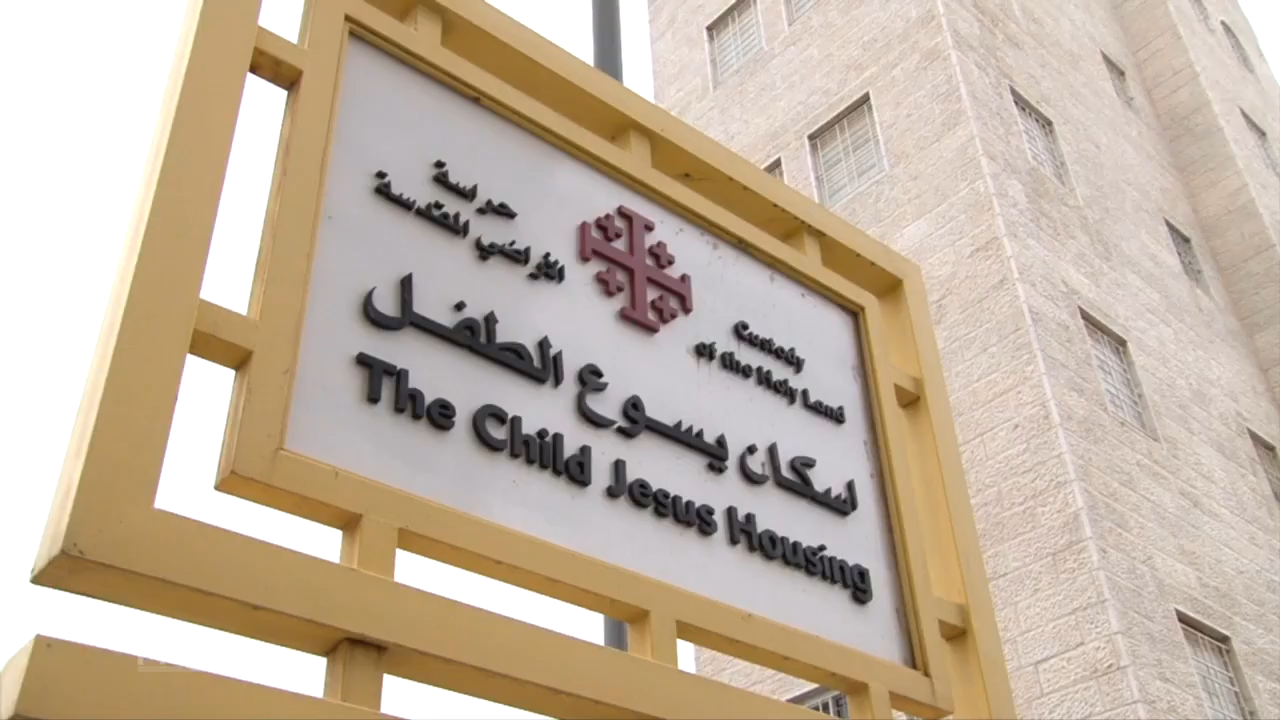 حراسة
الأراضي المقدسة
Custody
of the Holy Land
اسكان يسوع الطفل
The Child Jesus Housing